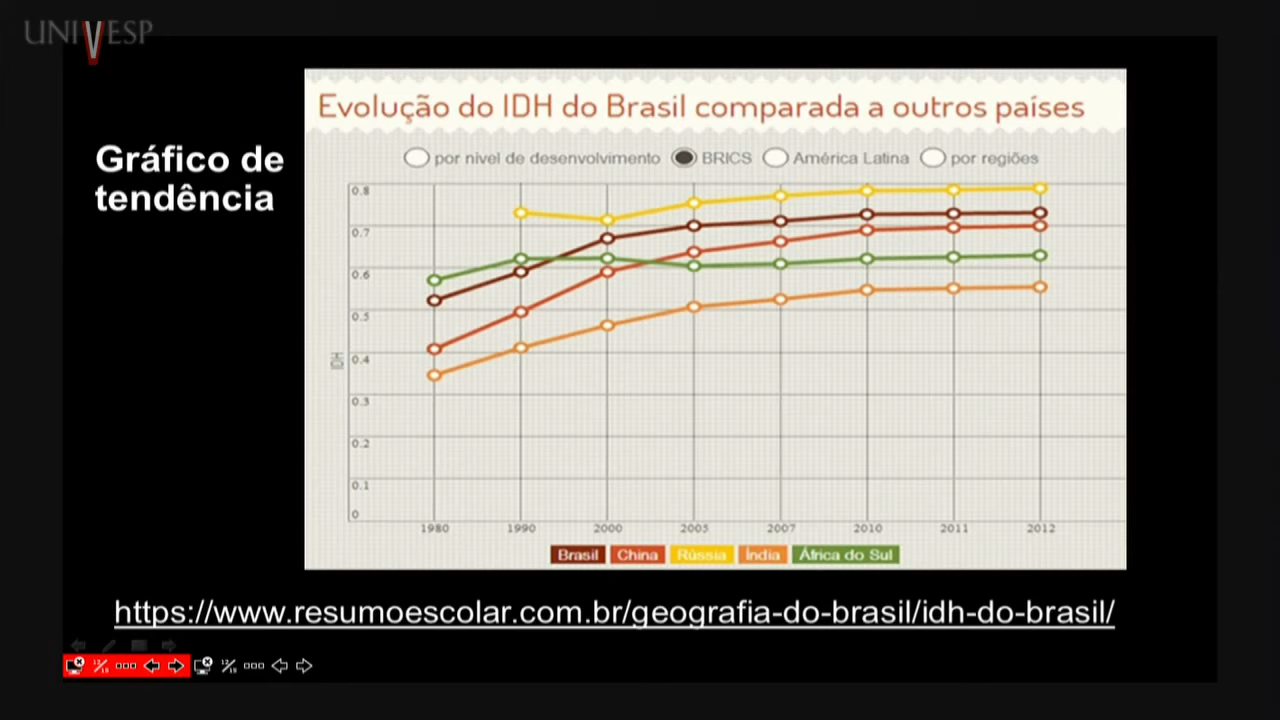 UNIVESP
Evolução do IDH do Brasil comparada a outros países
Gráfico de
tendência
por nivel de desenvolvimento BRICS América Latina por regiões
0.8
0.7
0.6
0.5
0.4
0.3
0.2
0.1
0
IDH
1980 1990 2000 2005 2007 2010 2011 2012
Brasil China Rússia Índia África do Sul
https://www.resumoescolar.com.br/geografia-do-brasil/idh-do-brasil/